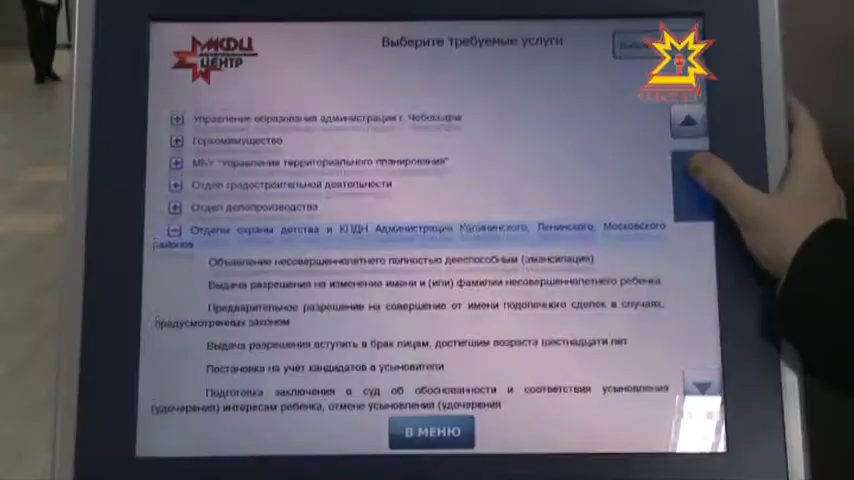 МФЦ
ЦЕНТР
Выберите требуемые услуги
Управление образования администрации г. Чебоксары
Горкомимущество
МБУ "Управление территориального планирования"
Отдел градостроительной деятельности
Отдел делопроизводства
Отделы охраны детства и КПДН Администрации Калининского, Ленинского, Московского
районов
Объявление несовершеннолетнего полностью дееспособным (эмансипация)
Выдача разрешения на изменение имени и (или) фамилии несовершеннолетнего ребенка
Предварительное разрешение на совершение от имени подопечного сделок в случаях,
предусмотренных законом
Выдача разрешения вступить в брак лицам, достигшим возраста шестнадцати лет
Постановка на учет кандидатов в усыновители
Подготовка заключения в суд об обоснованности и соответствия усыновления
(удочерения) интересам ребенка, отмене усыновления (удочерения
В МЕНЮ